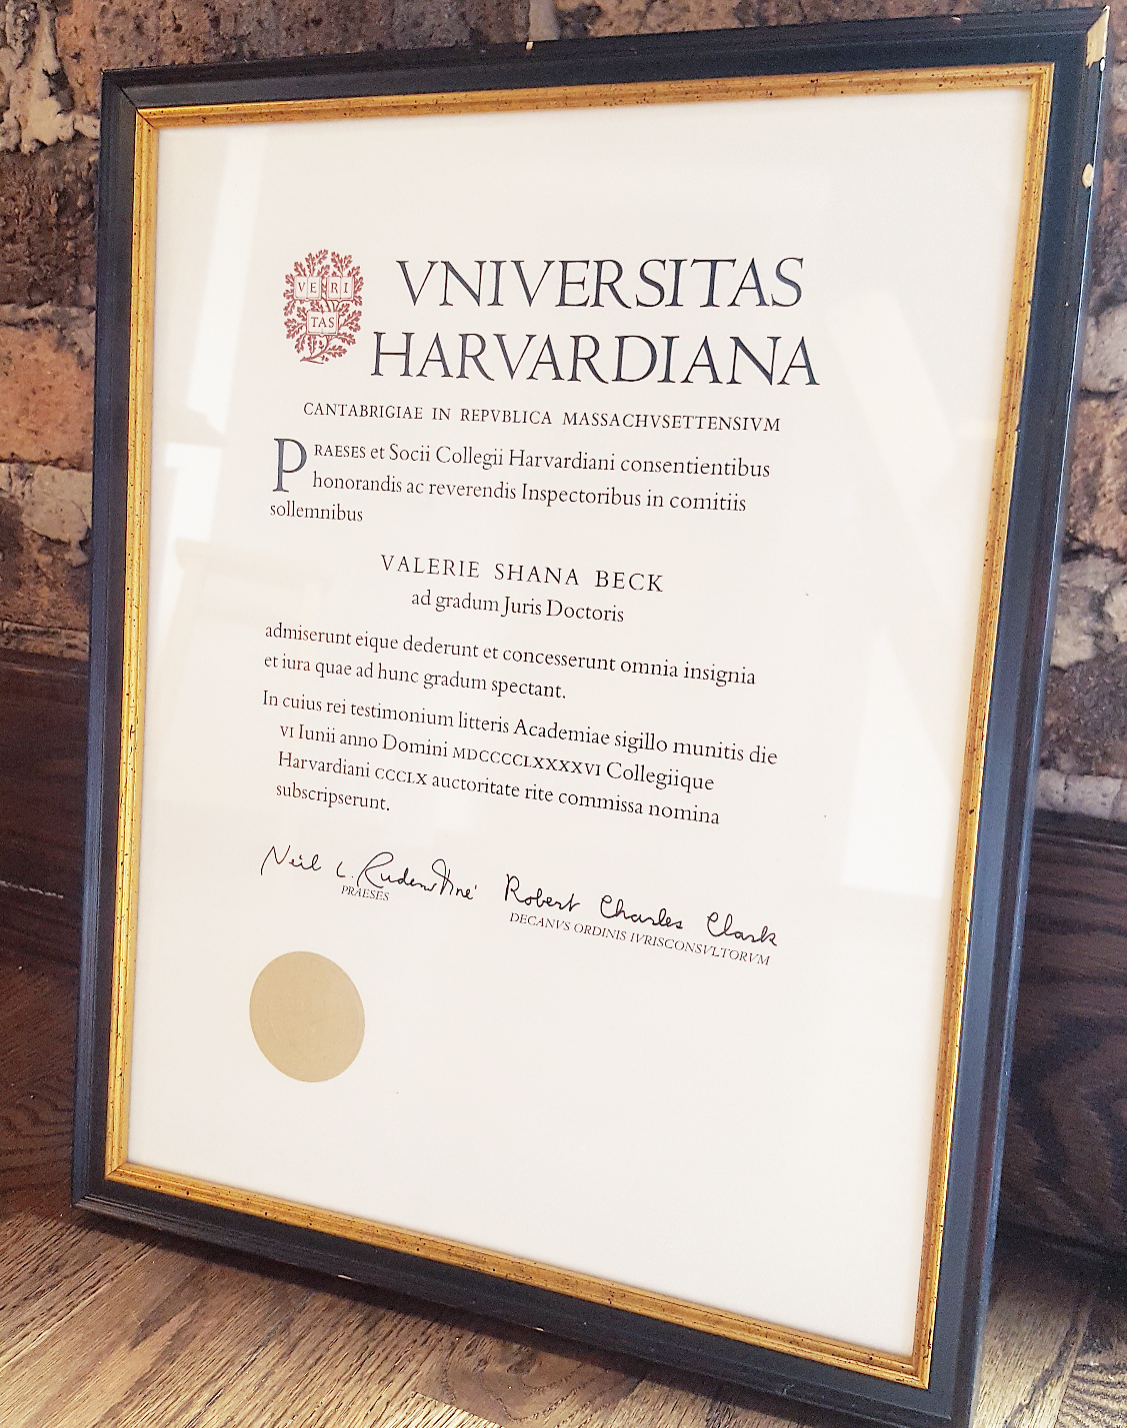 VE RI
TAS
VNIVERSITAS
HARVARDIANA
CANTABRIGIAE IN REPVBLICA MASSACHVSETTENSIVM
PRAESES et Socii Collegii Harvardiani consentientibus
honorandis ac reverendis Inspectoribus in comitiis
sollemnibus
VALERIE SHANA BECK
ad gradum Juris Doctoris
admiserunt eique dederunt et concesserunt omnia insignia
et iura quae ad hunc gradum spectant.
In cuius rei testimonium litteris Academiae sigillo munitis die
VI Iunii anno Domini MDCCCCLXXXXVI Collegiique
Harvardiani CCCLX auctoritate rite commissa nomina
subscripserunt.
Neil L. Rudenstine Robert Charles Clark
PRAESES DECANVS ORDINIS IVRISCONSVLTORVM